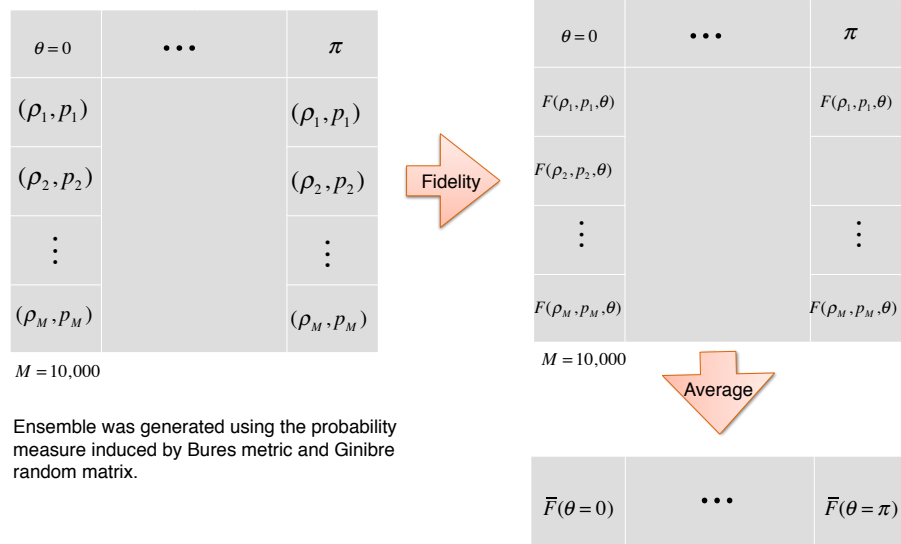 θ = 0 ••• π
(ρ₁, p₁) (ρ₁, p₁)
(ρ₂, p₂) (ρ₂, p₂)
⋮ ⋮
(ρ_M, p_M) (ρ_M, p_M)
M = 10,000
Ensemble was generated using the probability
measure induced by Bures metric and Ginibre
random matrix.
Fidelity
θ = 0 ••• π
F(ρ₁, p₁, θ) F(ρ₁, p₁, θ)
F(ρ₂, p₂, θ)
⋮ ⋮
F(ρ_M, p_M, θ) F(ρ_M, p_M, θ)
M = 10,000
Average
F̅(θ = 0) ••• F̅(θ = π)